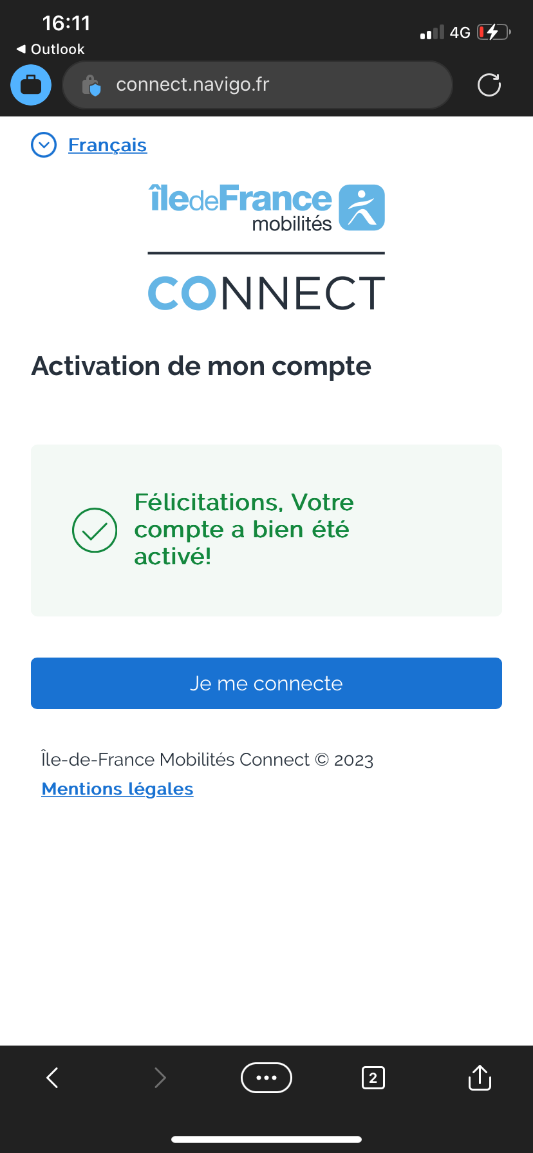 16:11
4G
◀ Outlook
connect.navigo.fr
Français
îledeFrance
mobilités
CONNECT
Activation de mon compte
Félicitations, Votre
compte a bien été
activé!
Je me connecte
Île-de-France Mobilités Connect © 2023
Mentions légales
2